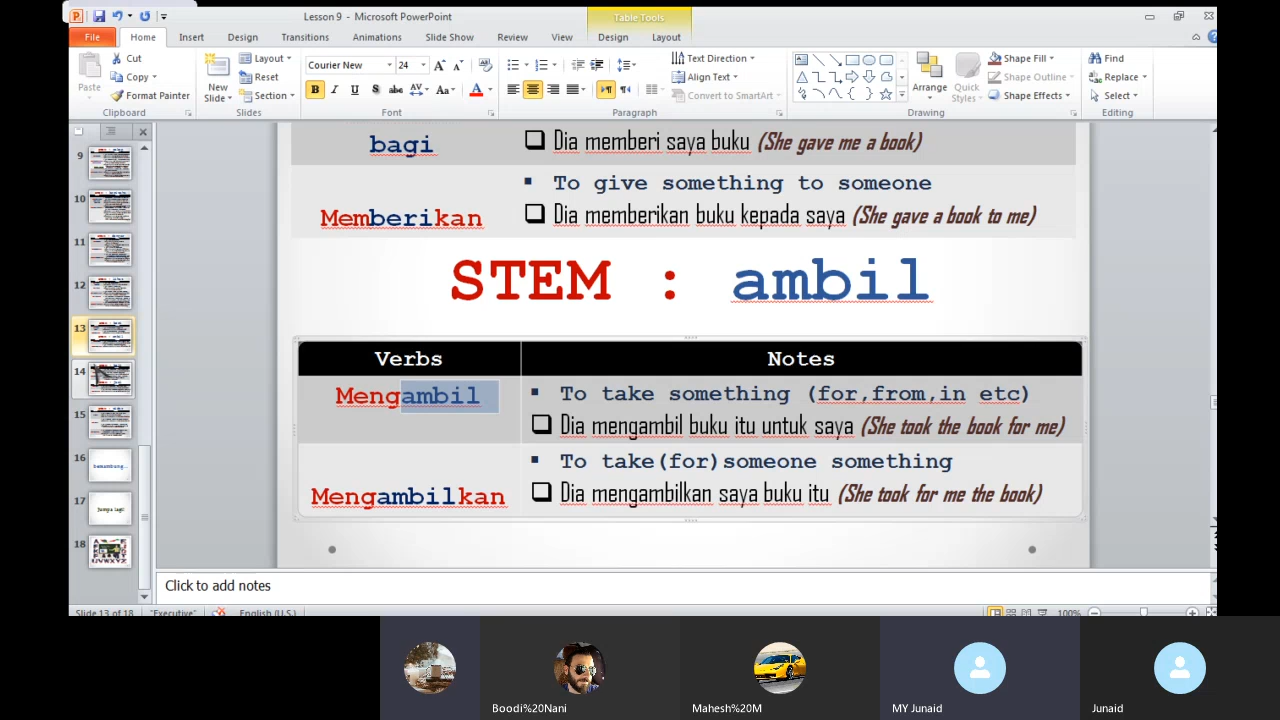 Lesson 9 - Microsoft PowerPoint
Table Tools
File Home Insert Design Transitions Animations Slide Show Review View Design Layout
Paste
Cut
Copy
Format Painter
Clipboard
New Slide
Layout
Reset
Section
Slides
Courier New 24
B I U S abc AV Aa A
Font
Text Direction
Align Text
Convert to SmartArt
Paragraph
Arrange
Quick Styles
Shape Fill
Shape Outline
Shape Effects
Drawing
Find
Replace
Select
Editing
9
10
11
12
13
14
15
16
17
18
bersambung...
Jumpa lagi!
bagi
Dia memberi saya buku (She gave me a book)
To give something to someone
Memberikan
Dia memberikan buku kepada saya (She gave a book to me)
STEM : ambil
Verbs Notes
Mengambil
To take something (for,from,in etc)
Dia mengambil buku itu untuk saya (She took the book for me)
To take(for)someone something
Mengambilkan
Dia mengambilkan saya buku itu (She took for me the book)
Click to add notes
Slide 13 of 18 "Executive" English (U.S.) 100%
Boodi%20Nani
Mahesh%20M
MY Junaid
Junaid